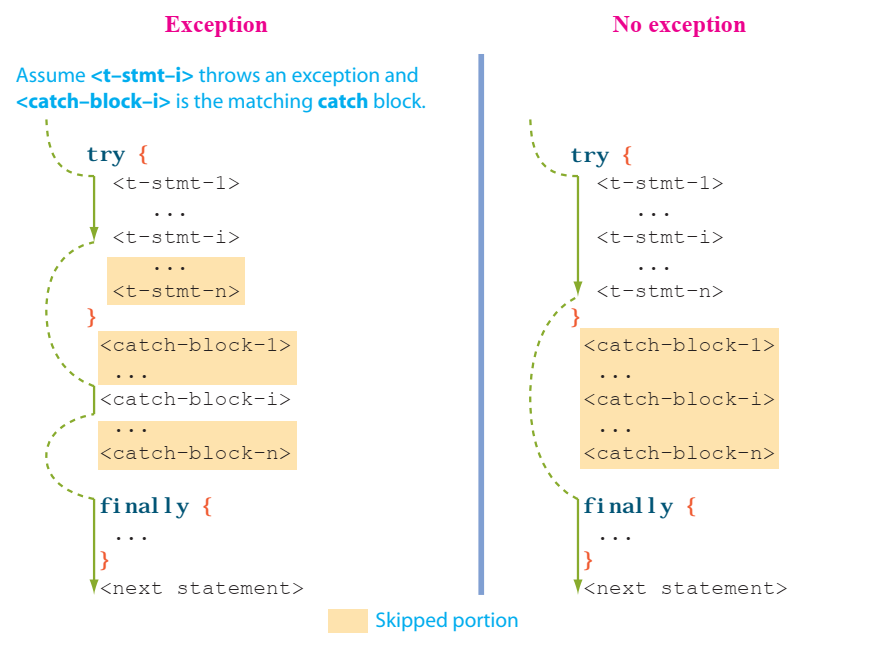 Exception
Assume <t–stmt–i> throws an exception and
<catch–block–i> is the matching catch block.
try {
<t-stmt-1>
...
<t-stmt-i>
...
<t-stmt-n>
}
<catch-block-1>
...
<catch-block-i>
...
<catch-block-n>
finally {
...
}
<next statement>
No exception
try {
<t-stmt-1>
...
<t-stmt-i>
...
<t-stmt-n>
}
<catch-block-1>
...
<catch-block-i>
...
<catch-block-n>
finally {
...
}
<next statement>
Skipped portion